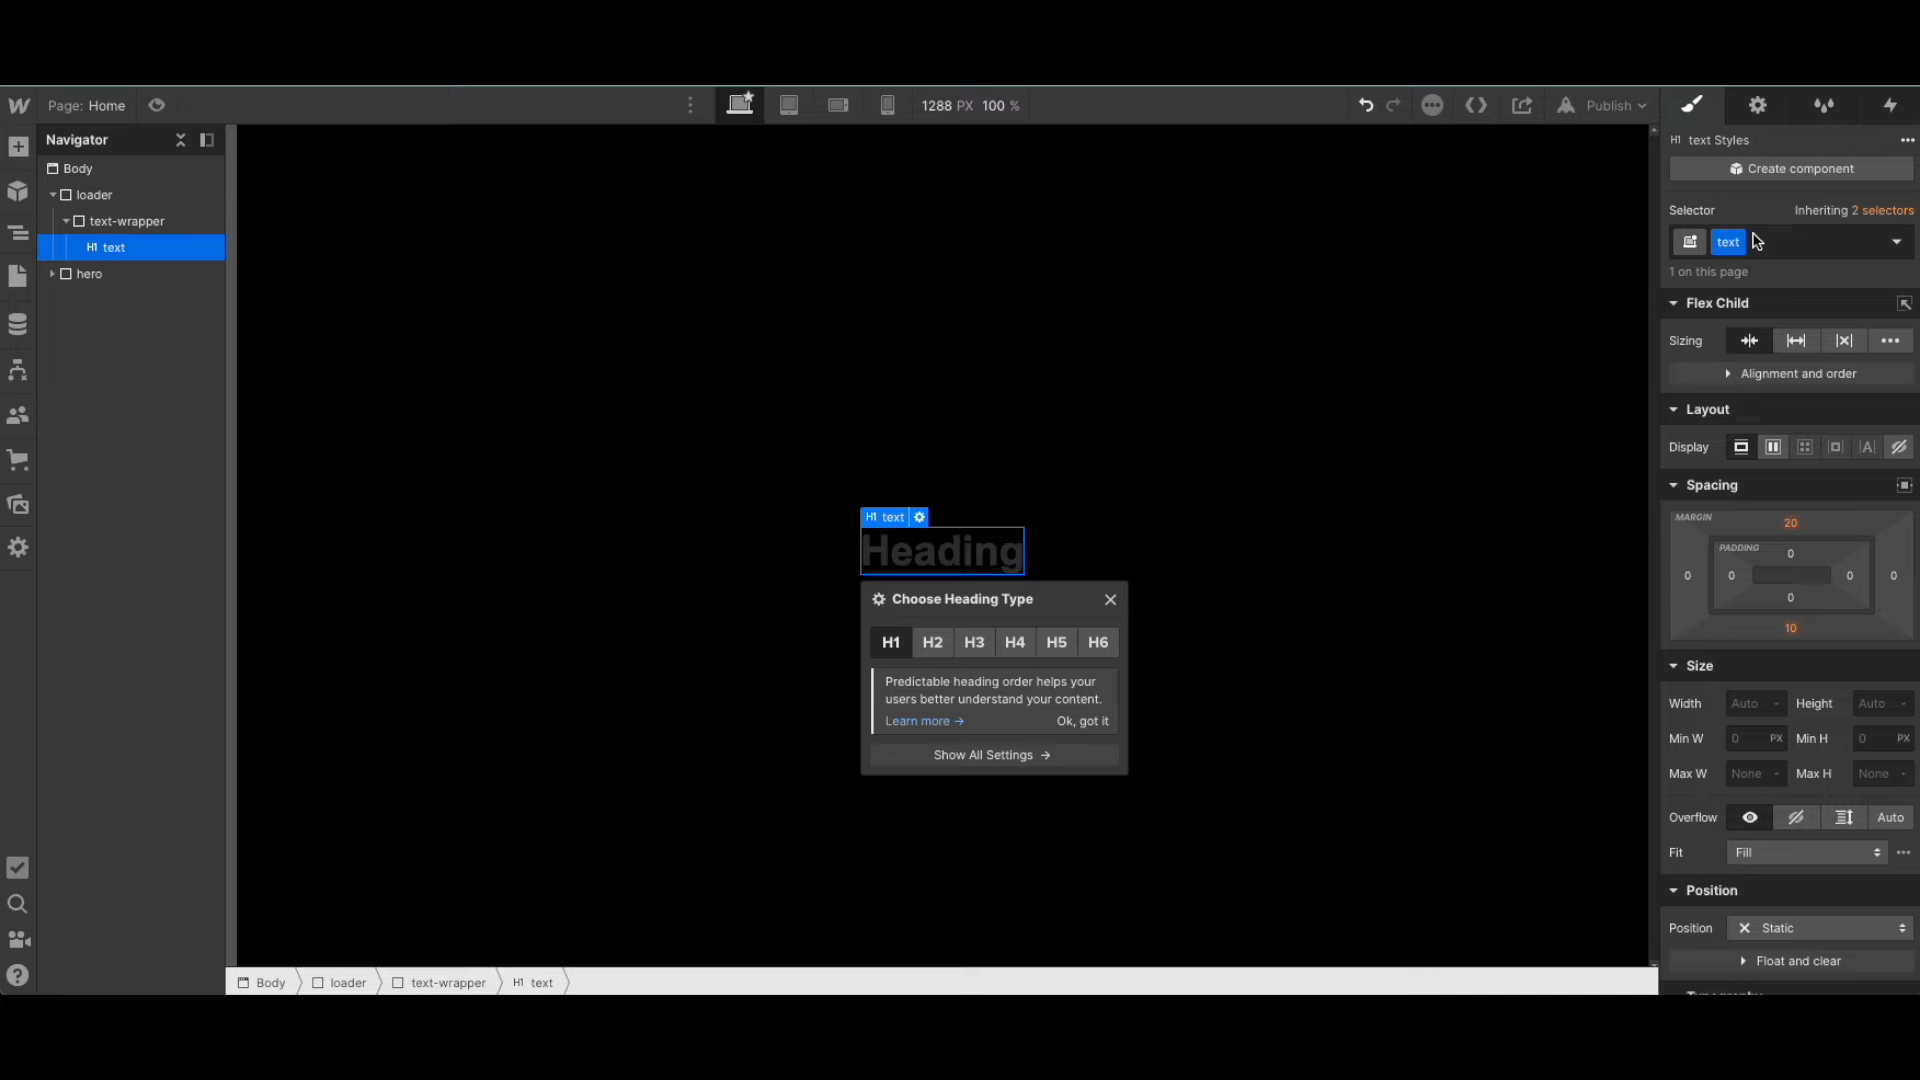 Page: Home
1288 PX 100 %
Publish
Navigator
Body
loader
text-wrapper
H1 text
hero
H1 text
Heading
Choose Heading Type
H1 H2 H3 H4 H5 H6
Predictable heading order helps your
users better understand your content.
Learn more → Ok, got it
Show All Settings →
Body loader text-wrapper H1 text
H1 text Styles
Create component
Selector Inheriting 2 selectors
text
1 on this page
Flex Child
Sizing
Alignment and order
Layout
Display
Spacing
MARGIN 20
PADDING 0
0 0 0 0
0
10
Size
Width Auto - Height Auto -
Min W 0 PX Min H 0 PX
Max W None - Max H None -
Overflow Auto
Fit Fill
Position
Position Static
Float and clear
Typography